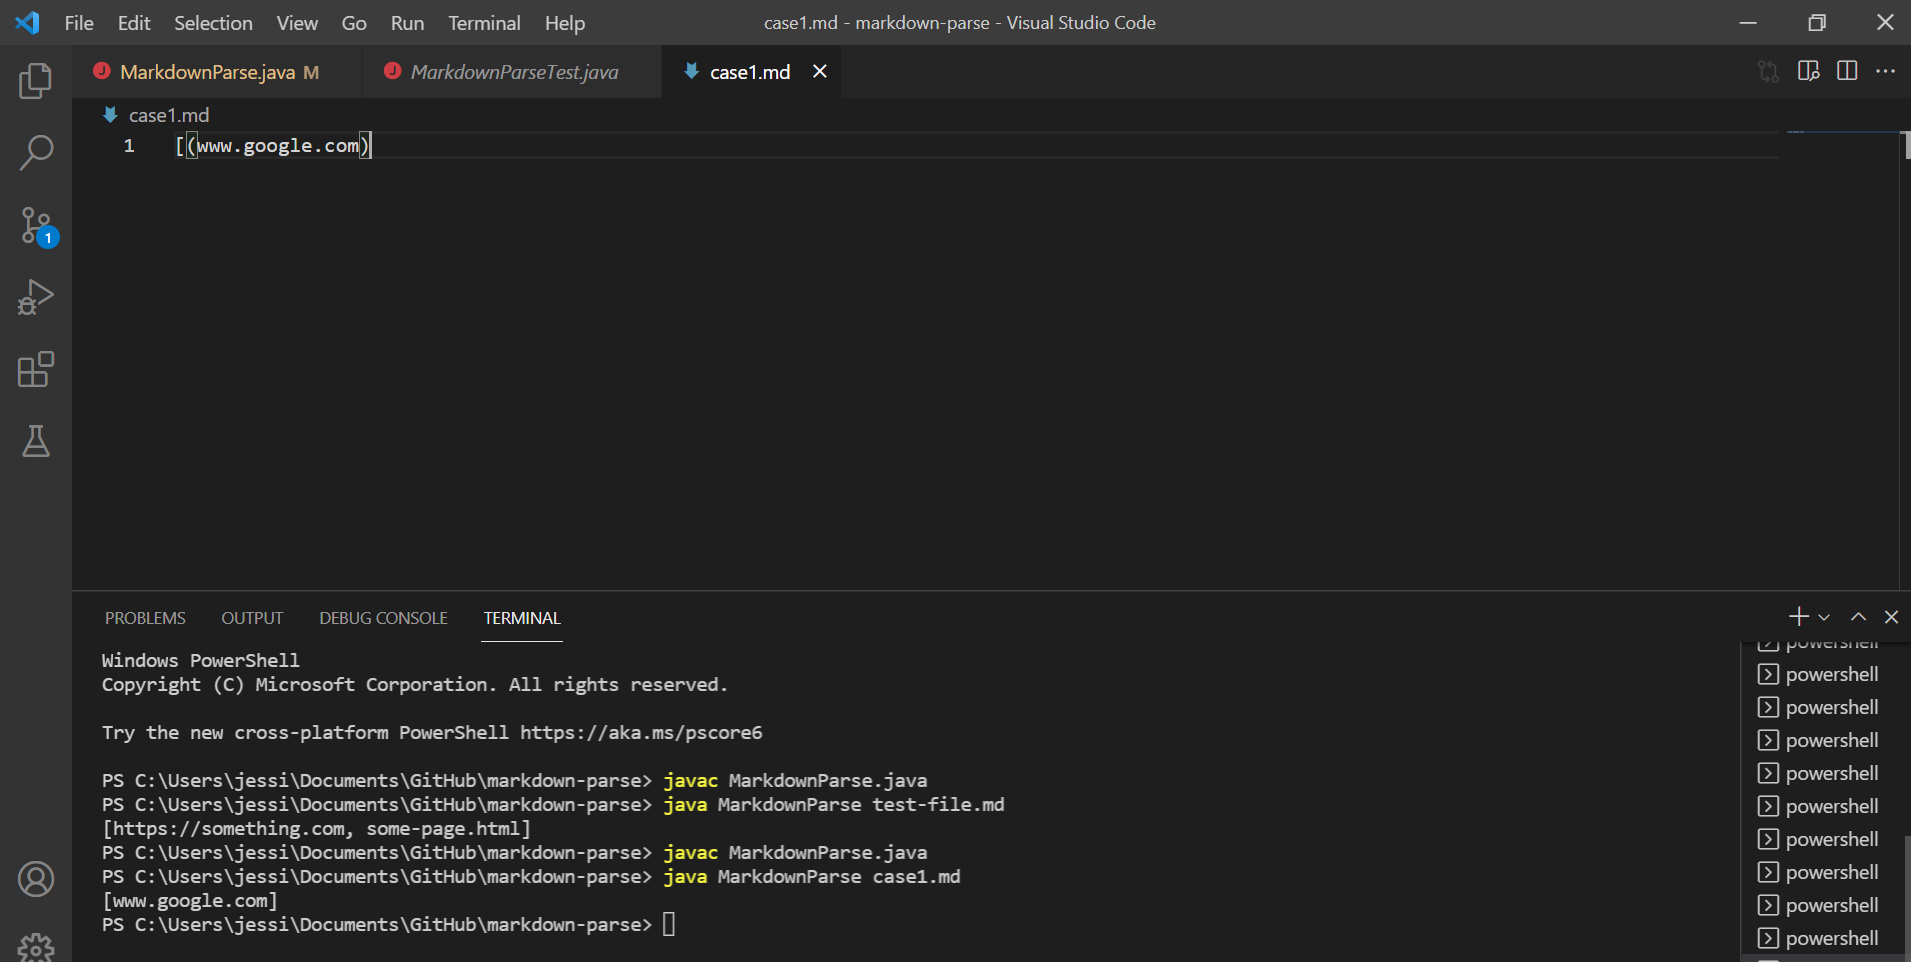 File Edit Selection View Go Run Terminal Help case1.md - markdown-parse - Visual Studio Code
J MarkdownParse.java M J MarkdownParseTest.java case1.md
case1.md
1 [(www.google.com)
1
PROBLEMS OUTPUT DEBUG CONSOLE TERMINAL
Windows PowerShell
Copyright (C) Microsoft Corporation. All rights reserved.
Try the new cross-platform PowerShell https://aka.ms/pscore6
PS C:\Users\jessi\Documents\GitHub\markdown-parse> javac MarkdownParse.java
PS C:\Users\jessi\Documents\GitHub\markdown-parse> java MarkdownParse test-file.md
[https://something.com, some-page.html]
PS C:\Users\jessi\Documents\GitHub\markdown-parse> javac MarkdownParse.java
PS C:\Users\jessi\Documents\GitHub\markdown-parse> java MarkdownParse case1.md
[www.google.com]
PS C:\Users\jessi\Documents\GitHub\markdown-parse>
powershell
powershell
powershell
powershell
powershell
powershell
powershell
powershell
powershell
powershell